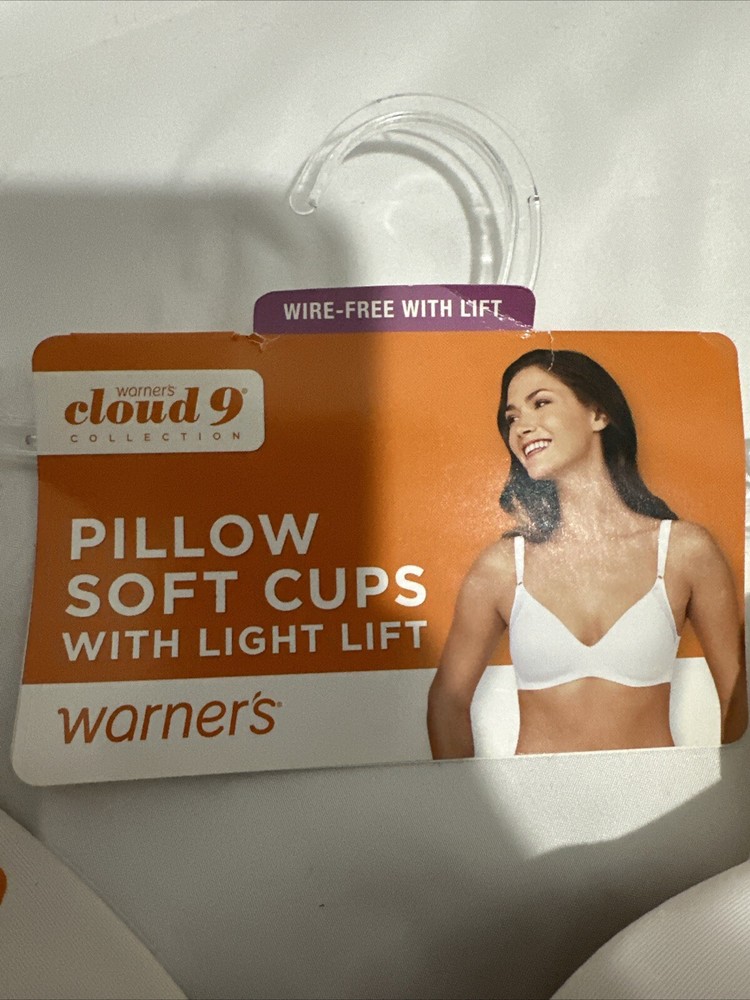 WIRE-FREE WITH LIFT
warner's
cloud 9®
COLLECTION
PILLOW
SOFT CUPS
WITH LIGHT LIFT
warner's®